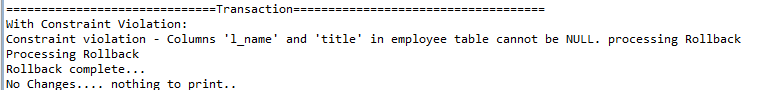 ==============================Transaction====================================
With Constraint Violation:
Constraint violation - Columns 'l_name' and 'title' in employee table cannot be NULL. processing Rollback
Processing Rollback
Rollback complete...
No Changes.... nothing to print..